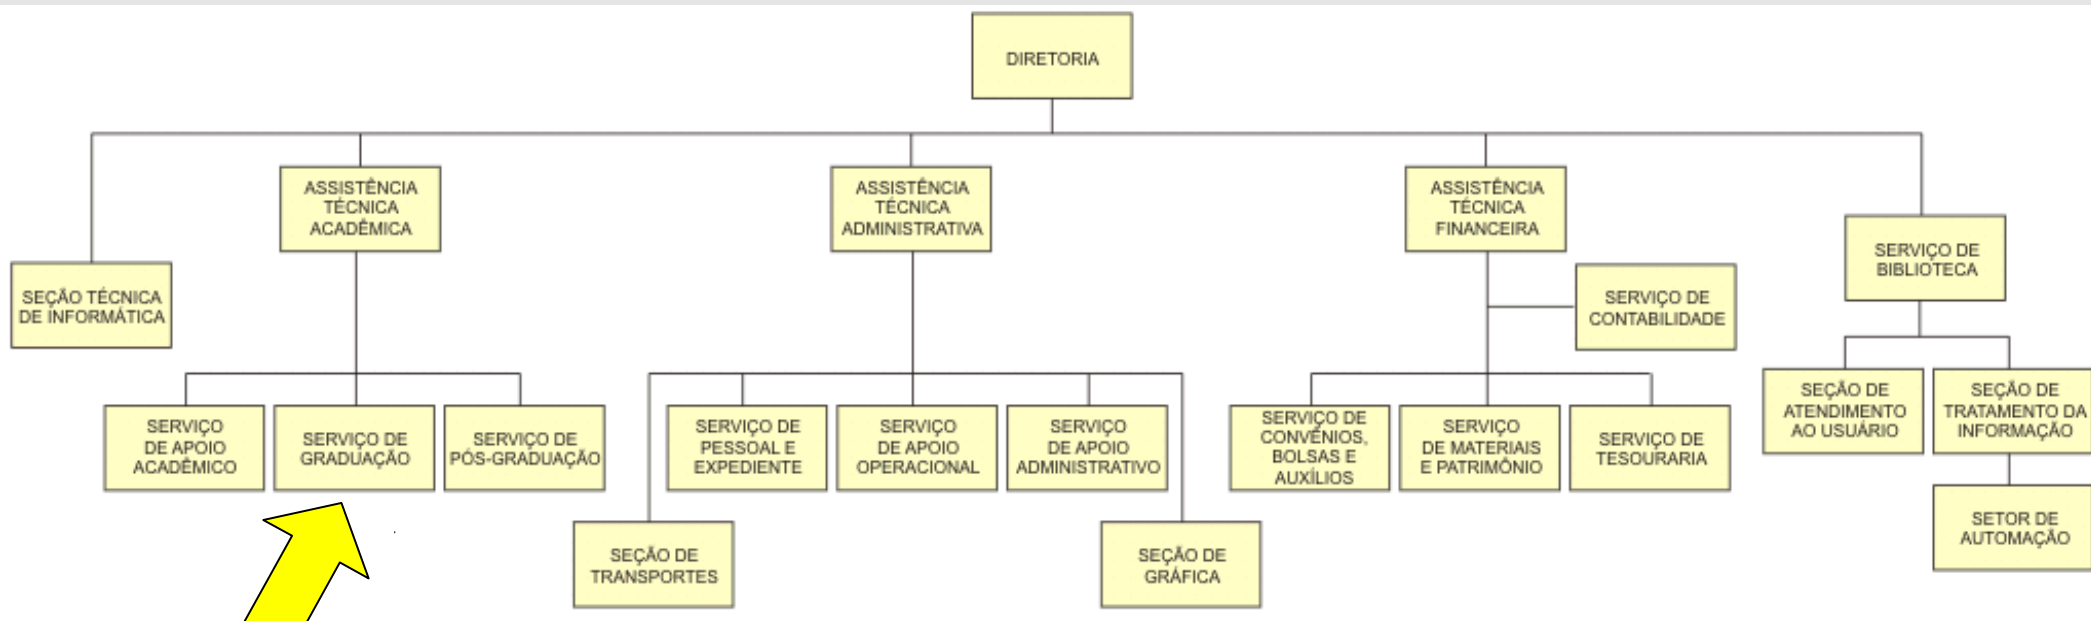 DIRETORIA
ASSISTÊNCIA
TÉCNICA
ACADÊMICA
ASSISTÊNCIA
TÉCNICA
ADMINISTRATIVA
ASSISTÊNCIA
TÉCNICA
FINANCEIRA
SERVIÇO DE
BIBLIOTECA
SEÇÃO TÉCNICA
DE INFORMÁTICA
SERVIÇO DE
CONTABILIDADE
SERVIÇO
DE APOIO
ACADÊMICO
SERVIÇO DE
GRADUAÇÃO
SERVIÇO DE
PÓS-GRADUAÇÃO
SERVIÇO DE
PESSOAL E
EXPEDIENTE
SERVIÇO
DE APOIO
OPERACIONAL
SERVIÇO
DE APOIO
ADMINISTRATIVO
SERVIÇO DE
CONVÊNIOS,
BOLSAS E
AUXÍLIOS
SERVIÇO
DE MATERIAIS
E PATRIMÔNIO
SERVIÇO DE
TESOURARIA
SEÇÃO DE
ATENDIMENTO
AO USUÁRIO
SEÇÃO DE
TRATAMENTO DA
INFORMAÇÃO
SEÇÃO DE
TRANSPORTES
SEÇÃO DE
GRÁFICA
SETOR DE
AUTOMAÇÃO